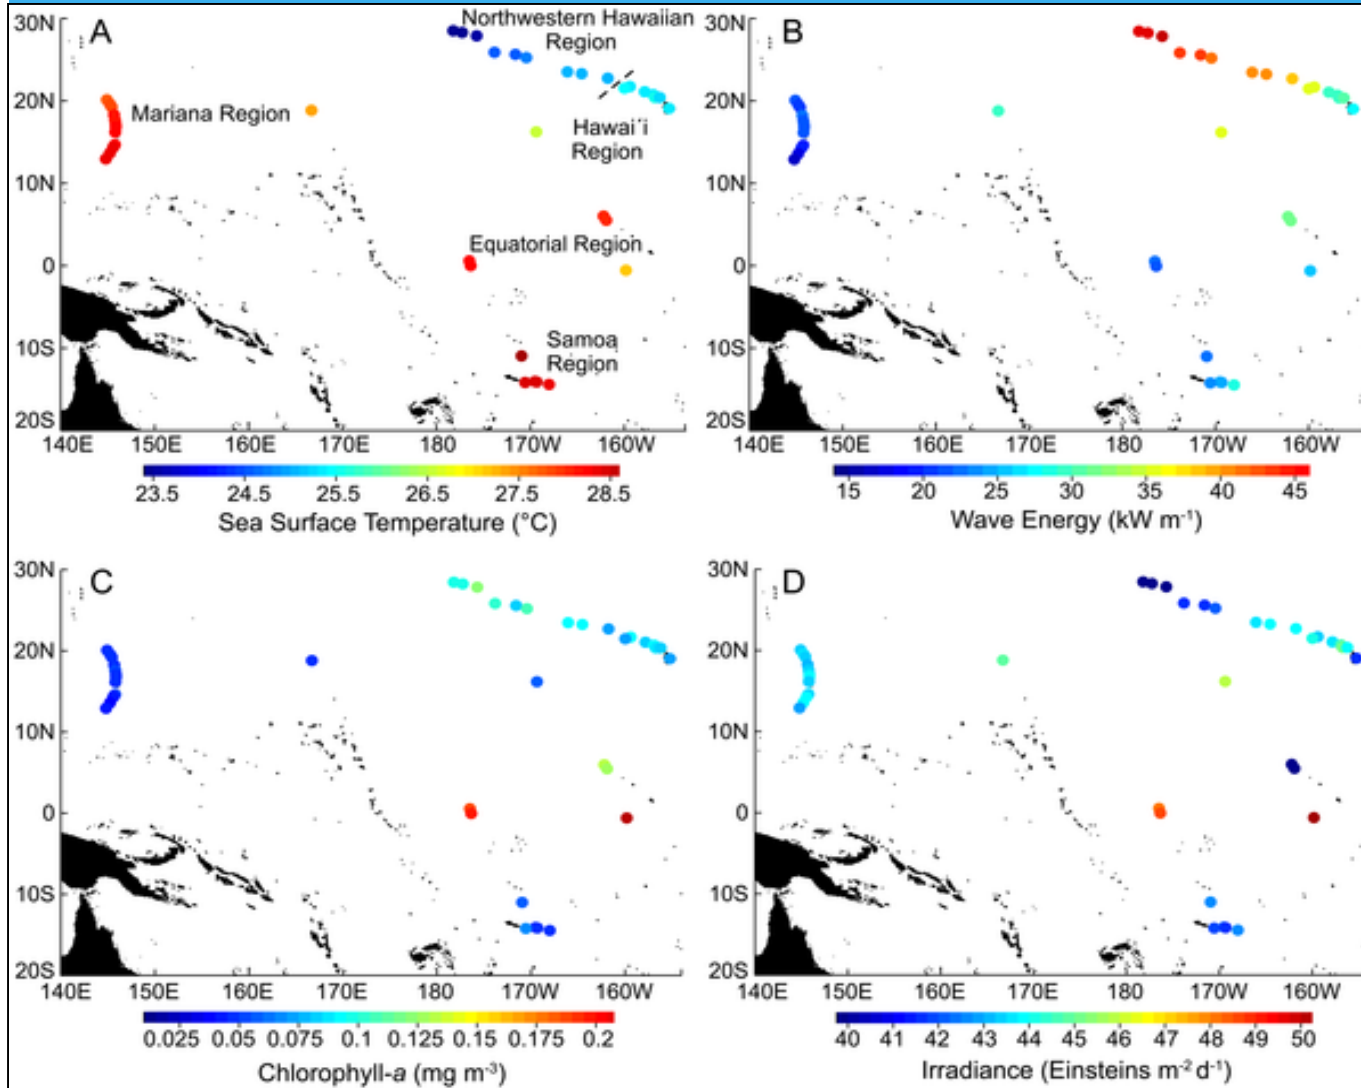 A
Northwestern Hawaiian
Region
Mariana Region
Hawai´i
Region
Equatorial Region
Samoa
Region
30N
20N
10N
0
10S
20S
140E 150E 160E 170E 180 170W 160W
23.5 24.5 25.5 26.5 27.5 28.5
Sea Surface Temperature (°C)
B
30N
20N
10N
0
10S
20S
140E 150E 160E 170E 180 170W 160W
15 20 25 30 35 40 45
Wave Energy (kW m⁻¹)
C
30N
20N
10N
0
10S
20S
140E 150E 160E 170E 180 170W 160W
0.025 0.05 0.075 0.1 0.125 0.15 0.175 0.2
Chlorophyll-a (mg m⁻³)
D
30N
20N
10N
0
10S
20S
140E 150E 160E 170E 180 170W 160W
40 41 42 43 44 45 46 47 48 49 50
Irradiance (Einsteins m⁻² d⁻¹)